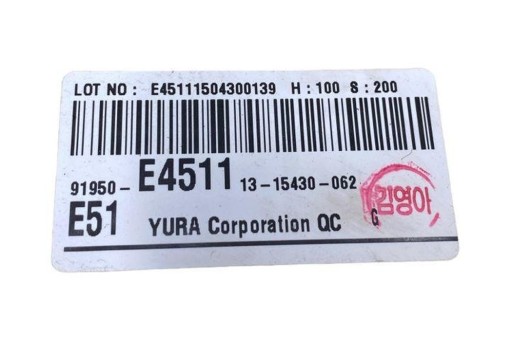 LOT NO : E45111504300139 H : 100 S : 200
91950- E4511 13-15430-062
E51 YURA Corporation QC G
김영아